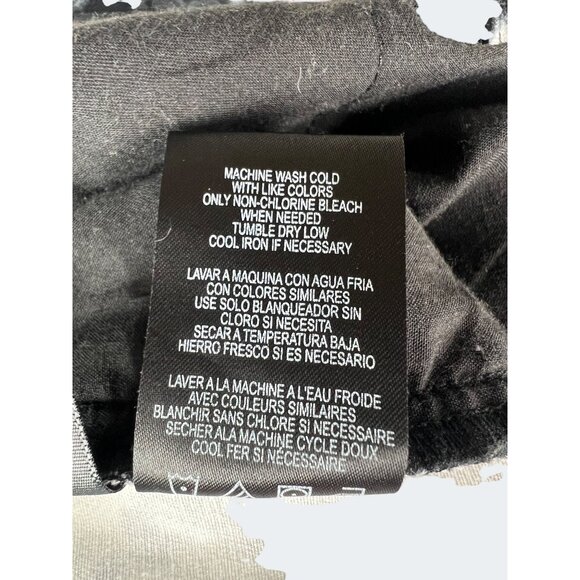 MACHINE WASH COLD
WITH LIKE COLORS
ONLY NON-CHLORINE BLEACH
WHEN NEEDED
TUMBLE DRY LOW
COOL IRON IF NECESSARY
LAVAR A MAQUINA CON AGUA FRIA
CON COLORES SIMILARES
USE SOLO BLANQUEADOR SIN
CLORO SI NECESITA
SECAR Á TEMPERATURA BAJA
HIERRO FRESCO SI ES NECESARIO
LAVER A LA MACHINE A L'EAU FROIDE
AVEC COULEURS SIMILAIRES
BLANCHIR SANS CHLORE SI NÉCESSAIRE
SECHER ALA MACHINE CYCLE DOUX
COOL FER SI NÉCESSAIRE